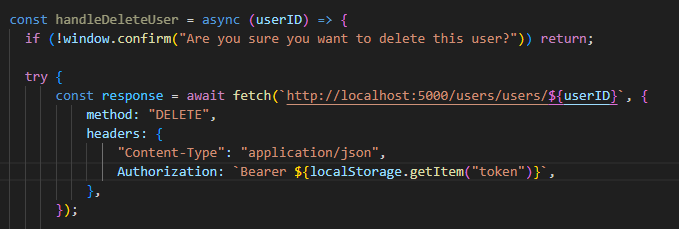 const handleDeleteUser = async (userID) => {
  if (!window.confirm("Are you sure you want to delete this user?")) return;
  try {
      const response = await fetch(`http://localhost:5000/users/users/${userID}`, {
          method: "DELETE",
          headers: {
              "Content-Type": "application/json",
              Authorization: `Bearer ${localStorage.getItem("token")}`,
          },
      });